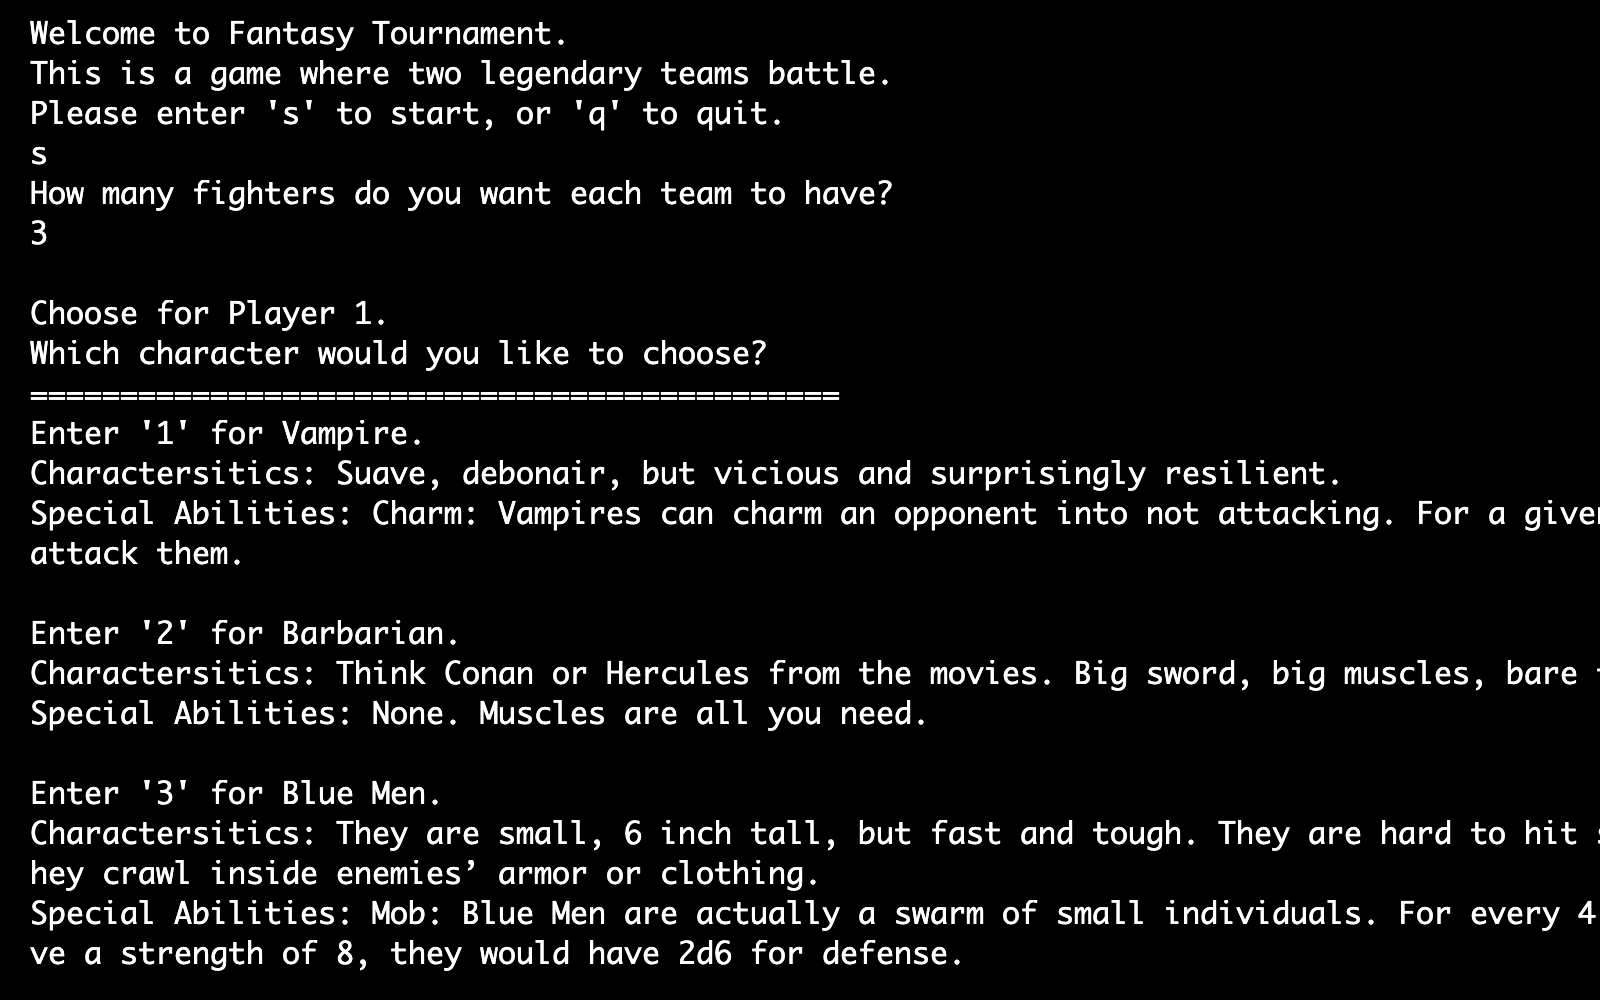 Welcome to Fantasy Tournament.
This is a game where two legendary teams battle.
Please enter 's' to start, or 'q' to quit.
s
How many fighters do you want each team to have?
3
Choose for Player 1.
Which character would you like to choose?
=============================================
Enter '1' for Vampire.
Charactersitics: Suave, debonair, but vicious and surprisingly resilient.
Special Abilities: Charm: Vampires can charm an opponent into not attacking. For a given
attack them.
Enter '2' for Barbarian.
Charactersitics: Think Conan or Hercules from the movies. Big sword, big muscles, bare
Special Abilities: None. Muscles are all you need.
Enter '3' for Blue Men.
Charactersitics: They are small, 6 inch tall, but fast and tough. They are hard to hit
hey crawl inside enemies’ armor or clothing.
Special Abilities: Mob: Blue Men are actually a swarm of small individuals. For every 4
ve a strength of 8, they would have 2d6 for defense.